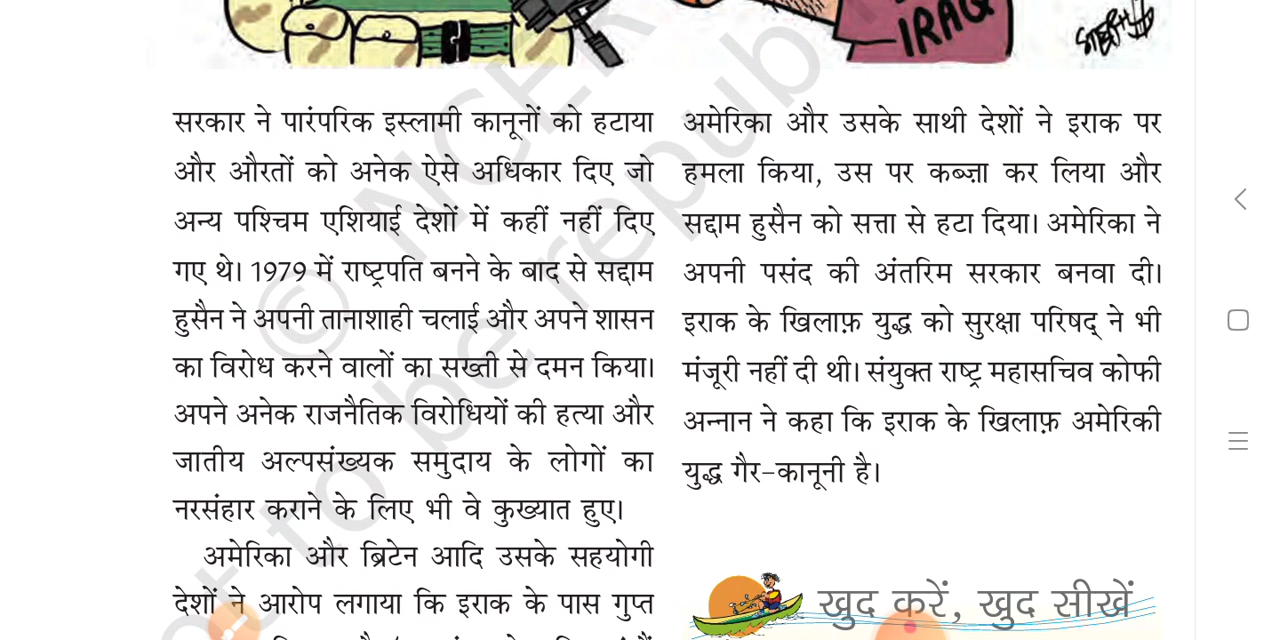 IRAQ
सरकार ने पारंपरिक इस्लामी कानूनों को हटाया
और औरतों को अनेक ऐसे अधिकार दिए जो
अन्य पश्चिम एशियाई देशों में कहीं नहीं दिए
गए थे। 1979 में राष्ट्रपति बनने के बाद से सद्दाम
हुसैन ने अपनी तानाशाही चलाई और अपने शासन
का विरोध करने वालों का सख्ती से दमन किया।
अपने अनेक राजनैतिक विरोधियों की हत्या और
जातीय अल्पसंख्यक समुदाय के लोगों का
नरसंहार कराने के लिए भी वे कुख्यात हुए।
अमेरिका और ब्रिटेन आदि उसके सहयोगी
देशों ने आरोप लगाया कि इराक के पास गुप्त
अमेरिका और उसके साथी देशों ने इराक पर
हमला किया, उस पर कब्ज़ा कर लिया और
सद्दाम हुसैन को सत्ता से हटा दिया। अमेरिका ने
अपनी पसंद की अंतरिम सरकार बनवा दी।
इराक के खिलाफ़ युद्ध को सुरक्षा परिषद् ने भी
मंजूरी नहीं दी थी। संयुक्त राष्ट्र महासचिव कोफी
अन्नान ने कहा कि इराक के खिलाफ़ अमेरिकी
युद्ध गैर-कानूनी है।
खुद करें, खुद सीखें
© NCER
to be repub